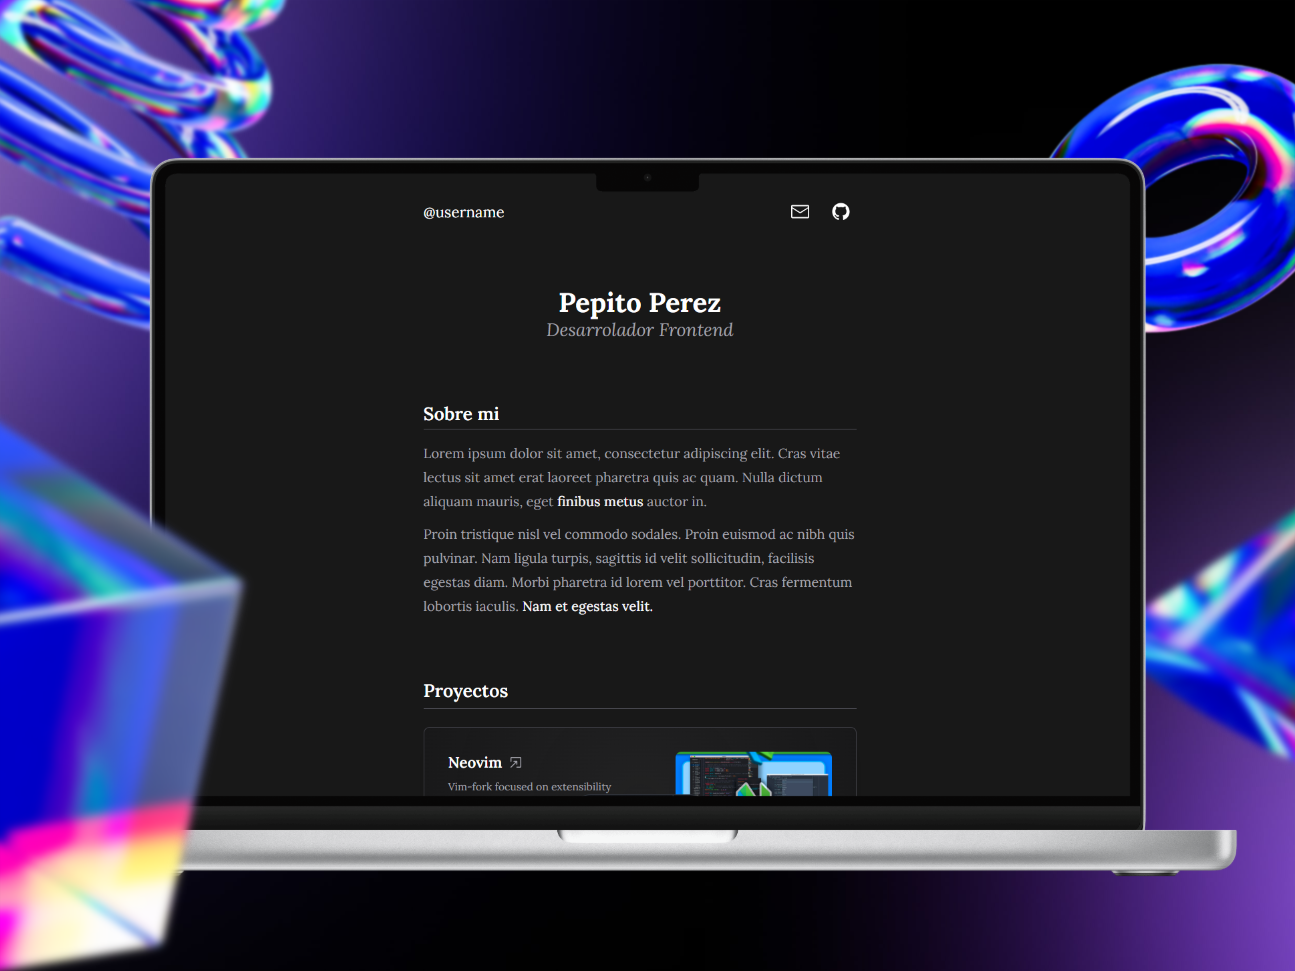 @username
Pepito Perez
Desarrolador Frontend
Sobre mi
Lorem ipsum dolor sit amet, consectetur adipiscing elit. Cras vitae
lectus sit amet erat laoreet pharetra quis ac quam. Nulla dictum
aliquam mauris, eget finibus metus auctor in.
Proin tristique nisl vel commodo sodales. Proin euismod ac nibh quis
pulvinar. Nam ligula turpis, sagittis id velit sollicitudin, facilisis
egestas diam. Morbi pharetra id lorem vel porttitor. Cras fermentum
lobortis iaculis. Nam et egestas velit.
Proyectos
Neovim
Vim-fork focused on extensibility